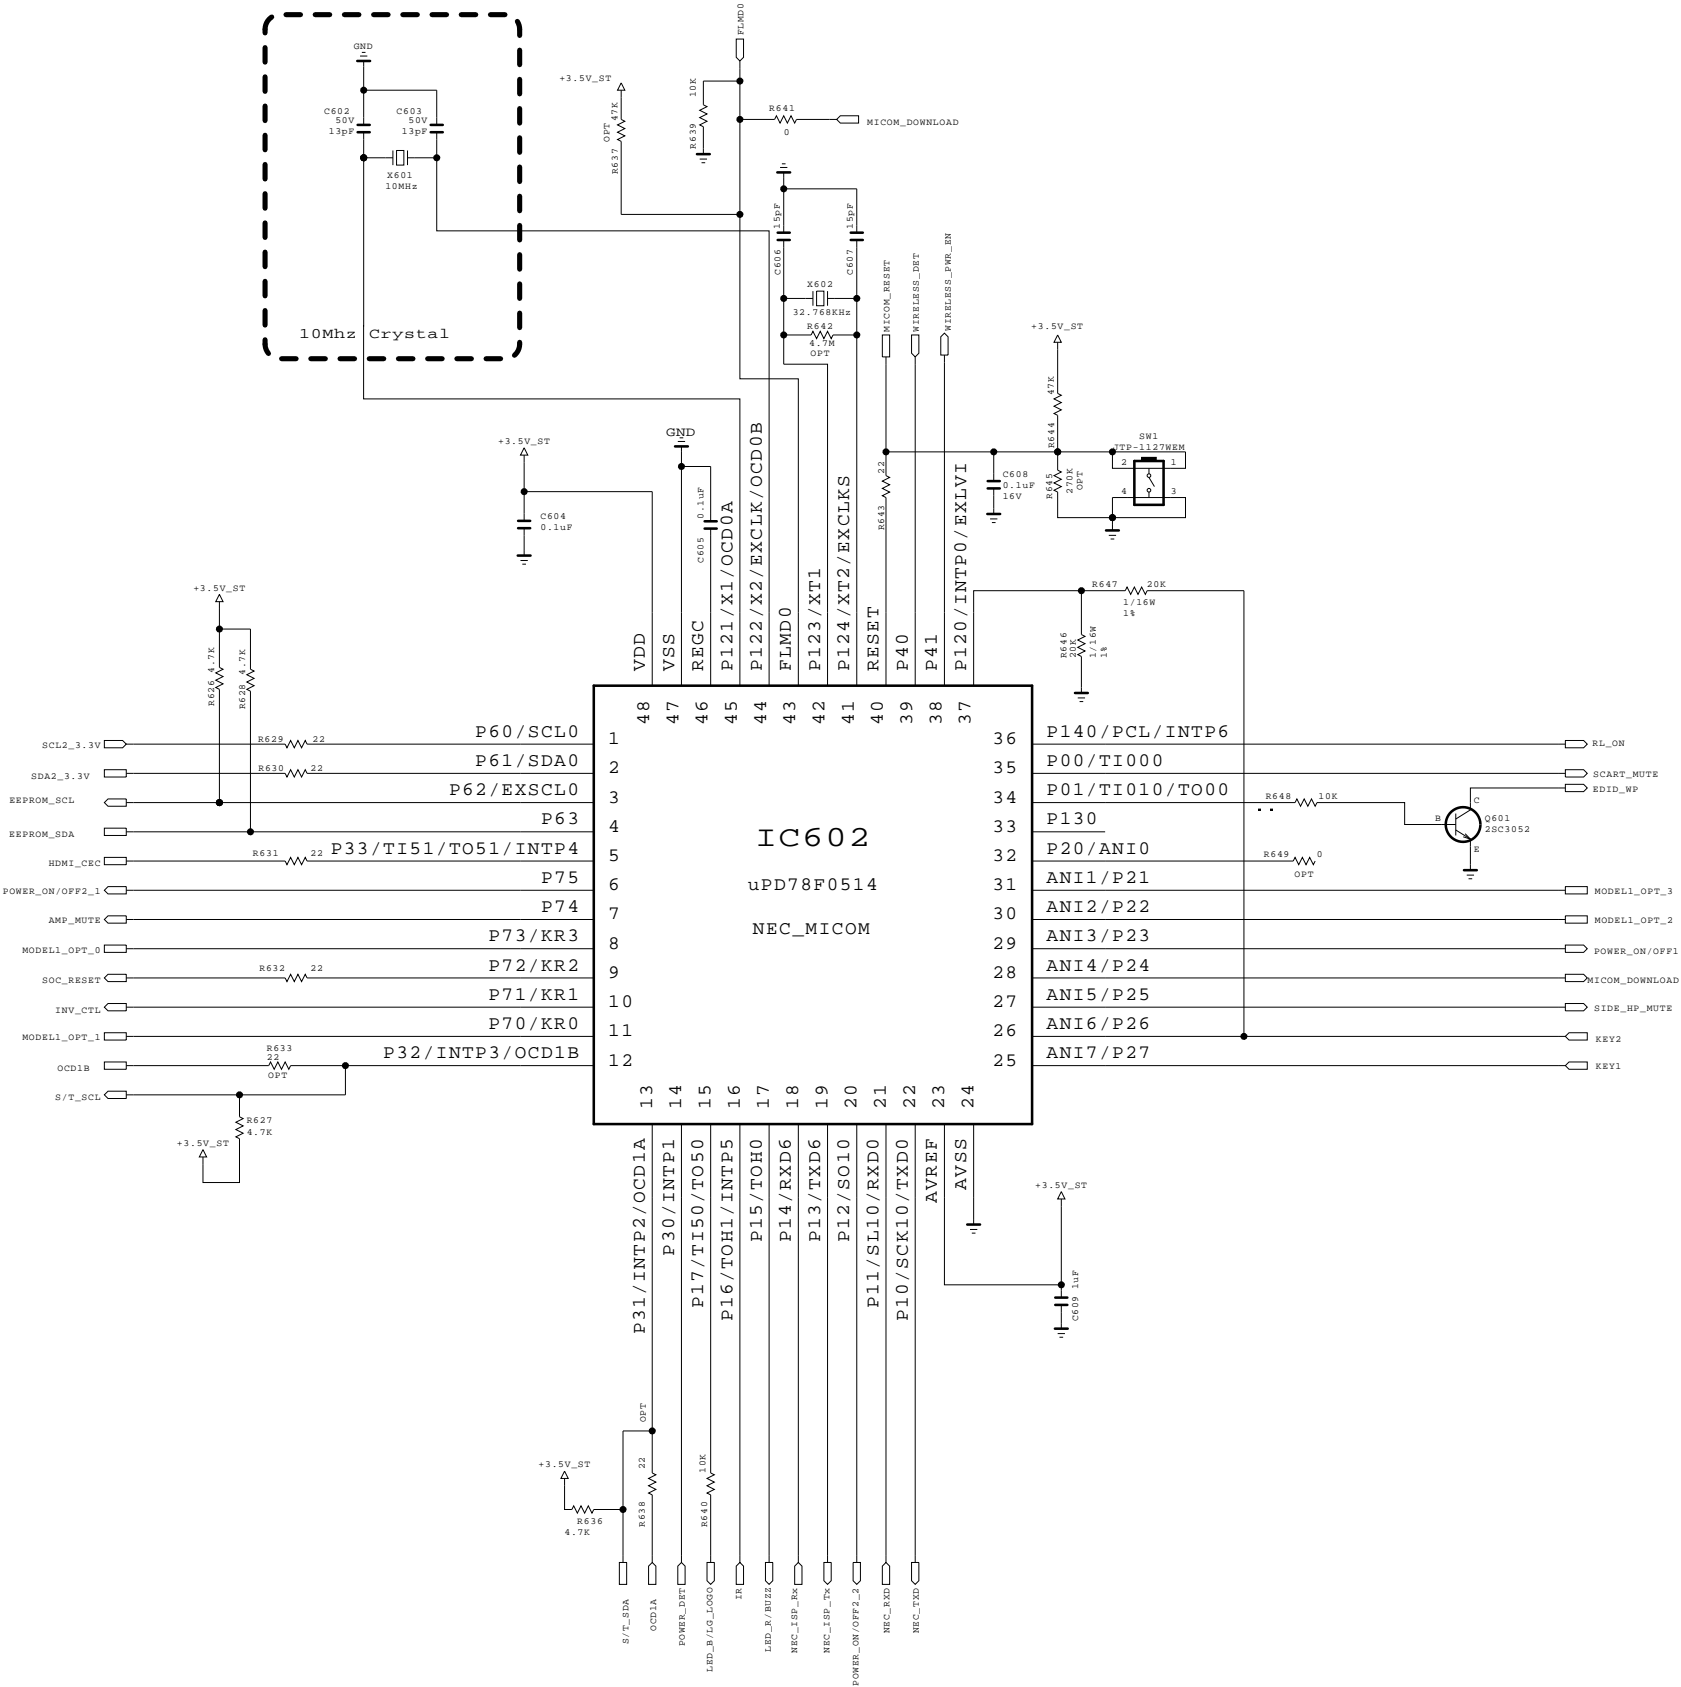 FLMD0
GND
C602
50V
13pF
C603
50V
13pF
X601
10MHz
10Mhz Crystal
+3.5V_ST
OPT 47K
R637
10K
R639
R641
0
MICOM_DOWNLOAD
15pF
C606
15pF
C607
X602
32.768KHz
R642
4.7M
OPT
MICOM_RESET
WIRELESS_DET
WIRELESS_PWR_EN
+3.5V_ST
47K
R644
SW1
JTP-1127WEM
2
1
4
3
R645
270K
OPT
C608
0.1uF
16V
22
R643
+3.5V_ST
C604
0.1uF
GND
0.1uF
C605
R647
20K
1/16W
1%
R646
20K
1/16W
1%
VDD
VSS
REGC
P121/X1/OCD0A
P122/X2/EXCLK/OCD0B
FLMD0
P123/XT1
P124/XT2/EXCLKS
RESET
P40
P41
P120/INTP0/EXLVI
48
47
46
45
44
43
42
41
40
39
38
37
+3.5V_ST
R626 4.7K
R628 4.7K
SCL2_3.3V
R629
22
P60/SCL0
1
SDA2_3.3V
R630
22
P61/SDA0
2
EEPROM_SCL
P62/EXSCL0
3
EEPROM_SDA
P63
4
HDMI_CEC
R631
22
P33/TI51/TO51/INTP4
5
POWER_ON/OFF2_1
P75
6
AMP_MUTE
P74
7
MODEL1_OPT_0
P73/KR3
8
SOC_RESET
R632
22
P72/KR2
9
INV_CTL
P71/KR1
10
MODEL1_OPT_1
P70/KR0
11
OCD1B
R633
22
OPT
P32/INTP3/OCD1B
12
S/T_SCL
R627
4.7K
+3.5V_ST
IC602
uPD78F0514
NEC_MICOM
36
P140/PCL/INTP6
RL_ON
35
P00/TI000
SCART_MUTE
34
P01/TI010/TO00
R648
10K
EDID_WP
C
B
E
Q601
2SC3052
33
P130
32
P20/ANI0
R649
0
OPT
31
ANI1/P21
MODEL1_OPT_3
30
ANI2/P22
MODEL1_OPT_2
29
ANI3/P23
POWER_ON/OFF1
28
ANI4/P24
MICOM_DOWNLOAD
27
ANI5/P25
SIDE_HP_MUTE
26
ANI6/P26
KEY2
25
ANI7/P27
KEY1
13
14
15
16
17
18
19
20
21
22
23
24
P31/INTP2/OCD1A
P30/INTP1
P17/TI50/TO50
P16/TOH1/INTP5
P15/TOH0
P14/RXD6
P13/TXD6
P12/SO10
P11/SL10/RXD0
P10/SCK10/TXD0
AVREF
AVSS
+3.5V_ST
C609 1uF
OPT
22
R638
10K
R640
+3.5V_ST
R636
4.7K
S/T_SDA
OCD1A
POWER_DET
LED_B/LG_LOGO
IR
LED_R/BUZZ
NEC_ISP_Rx
NEC_ISP_Tx
POWER_ON/OFF2_2
NEC_RXD
NEC_TXD